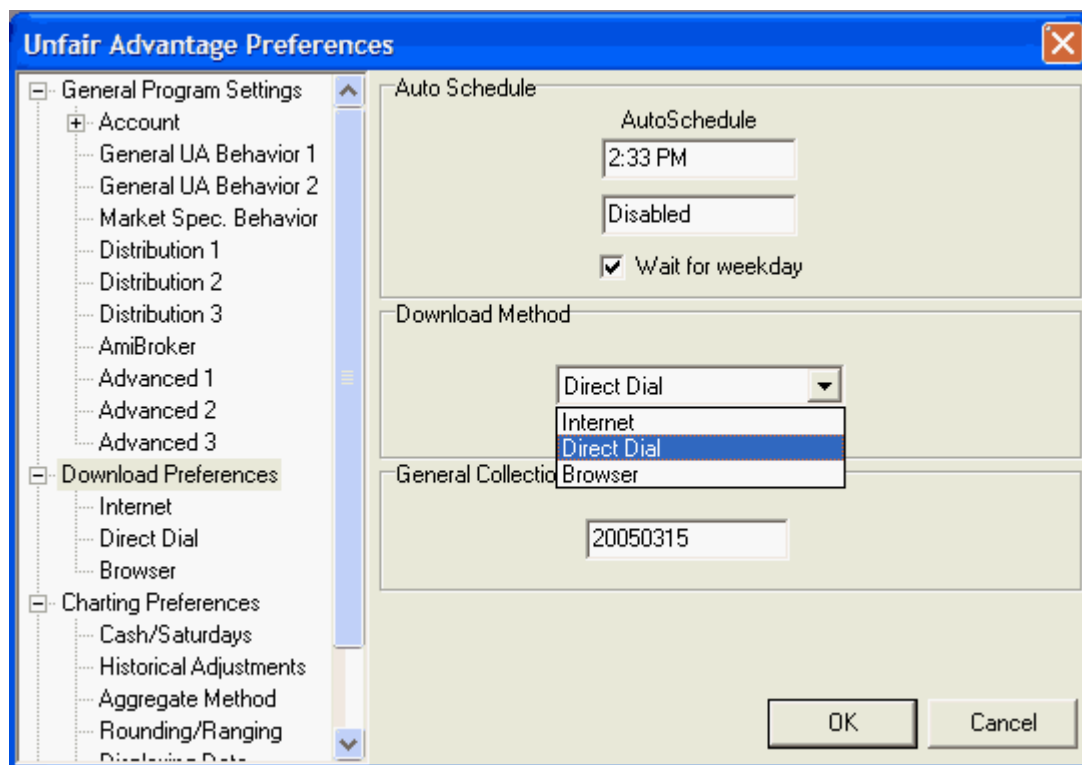 Unfair Advantage Preferences
General Program Settings
Account
General UA Behavior 1
General UA Behavior 2
Market Spec. Behavior
Distribution 1
Distribution 2
Distribution 3
AmiBroker
Advanced 1
Advanced 2
Advanced 3
Download Preferences
Internet
Direct Dial
Browser
Charting Preferences
Cash/Saturdays
Historical Adjustments
Aggregate Method
Rounding/Ranging
Displaying Data
Auto Schedule
AutoSchedule
2:33 PM
Disabled
Wait for weekday
Download Method
Direct Dial
Internet
Direct Dial
Browser
General Collectio
20050315
OK Cancel